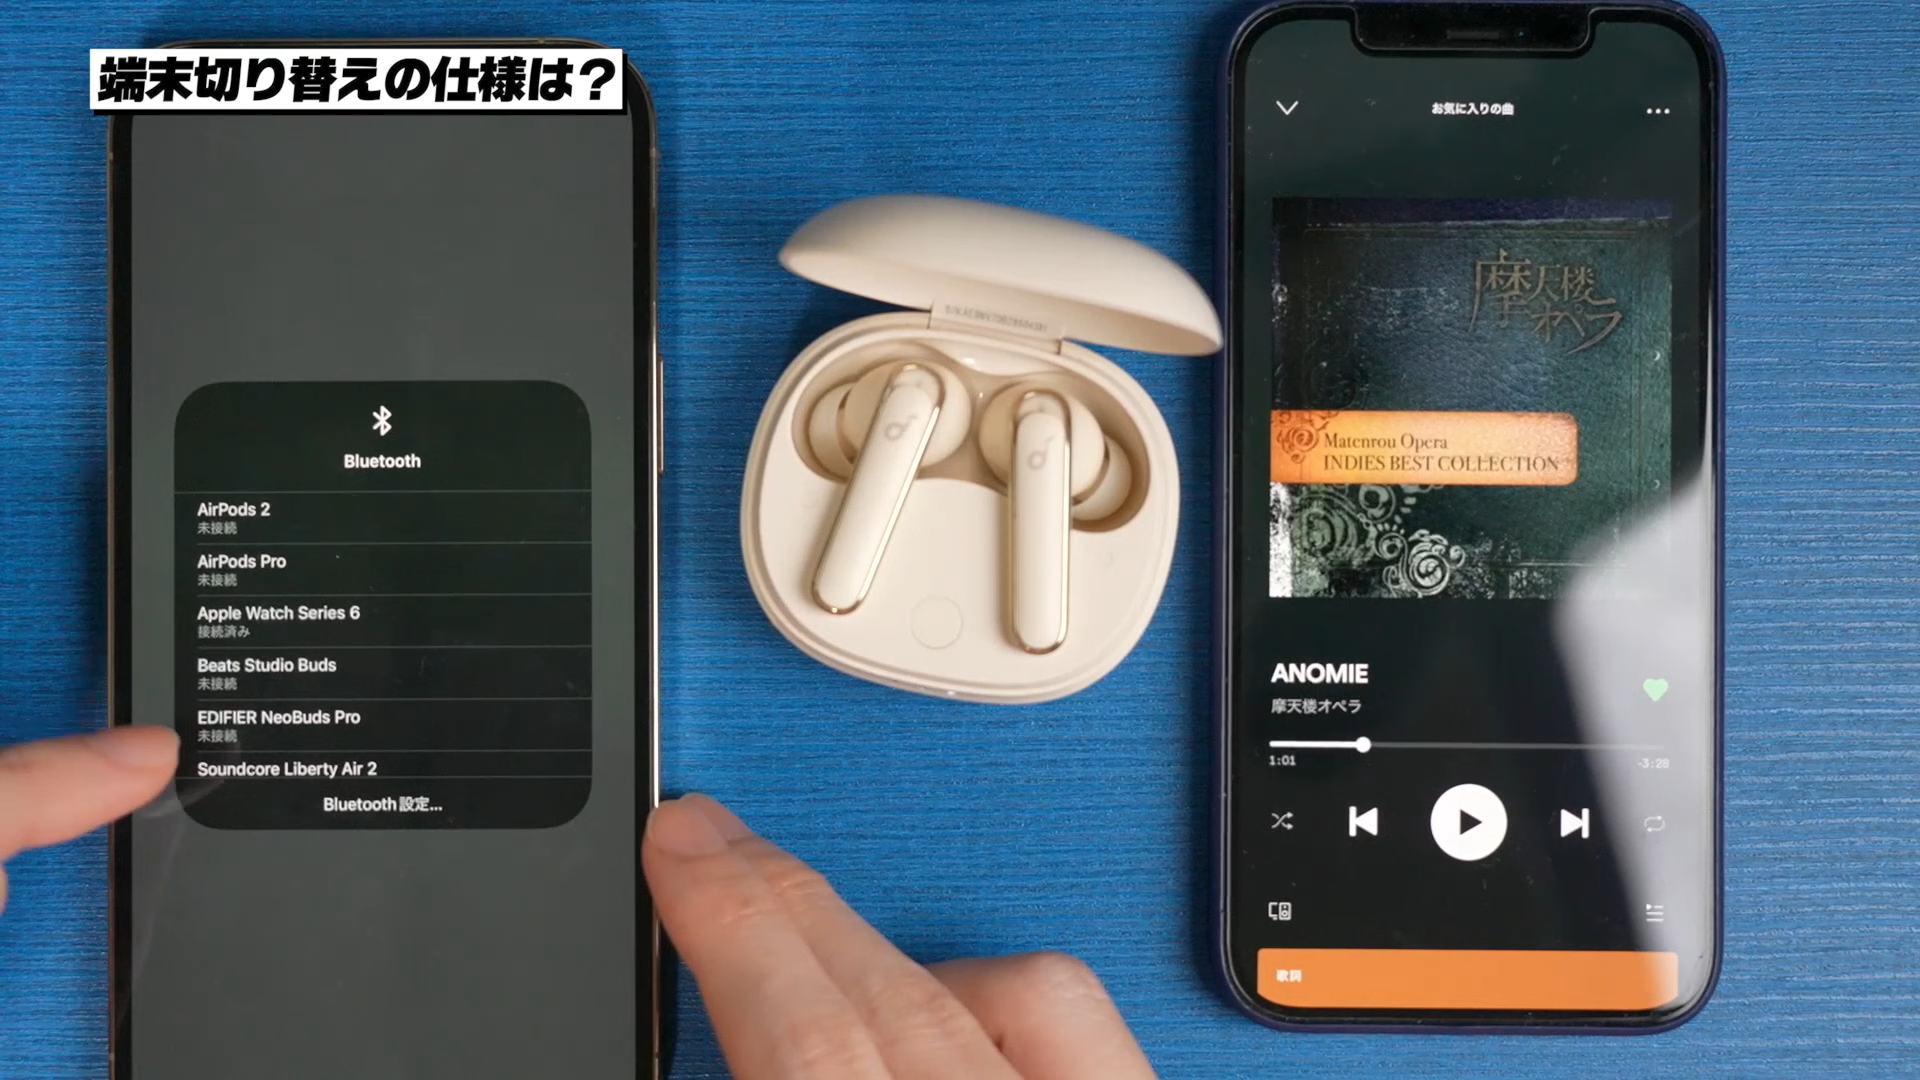 端末切り替えの仕様は？
Bluetooth
AirPods 2
未接続
AirPods Pro
未接続
Apple Watch Series 6
接続済み
Beats Studio Buds
未接続
EDIFIER NeoBuds Pro
未接続
Soundcore Liberty Air 2
Bluetooth 設定...
お気に入りの曲
摩天楼
オペラ
Matenrou Opera
INDIES BEST COLLECTION
ANOMIE
摩天楼オペラ
1:01
-3:28
歌詞